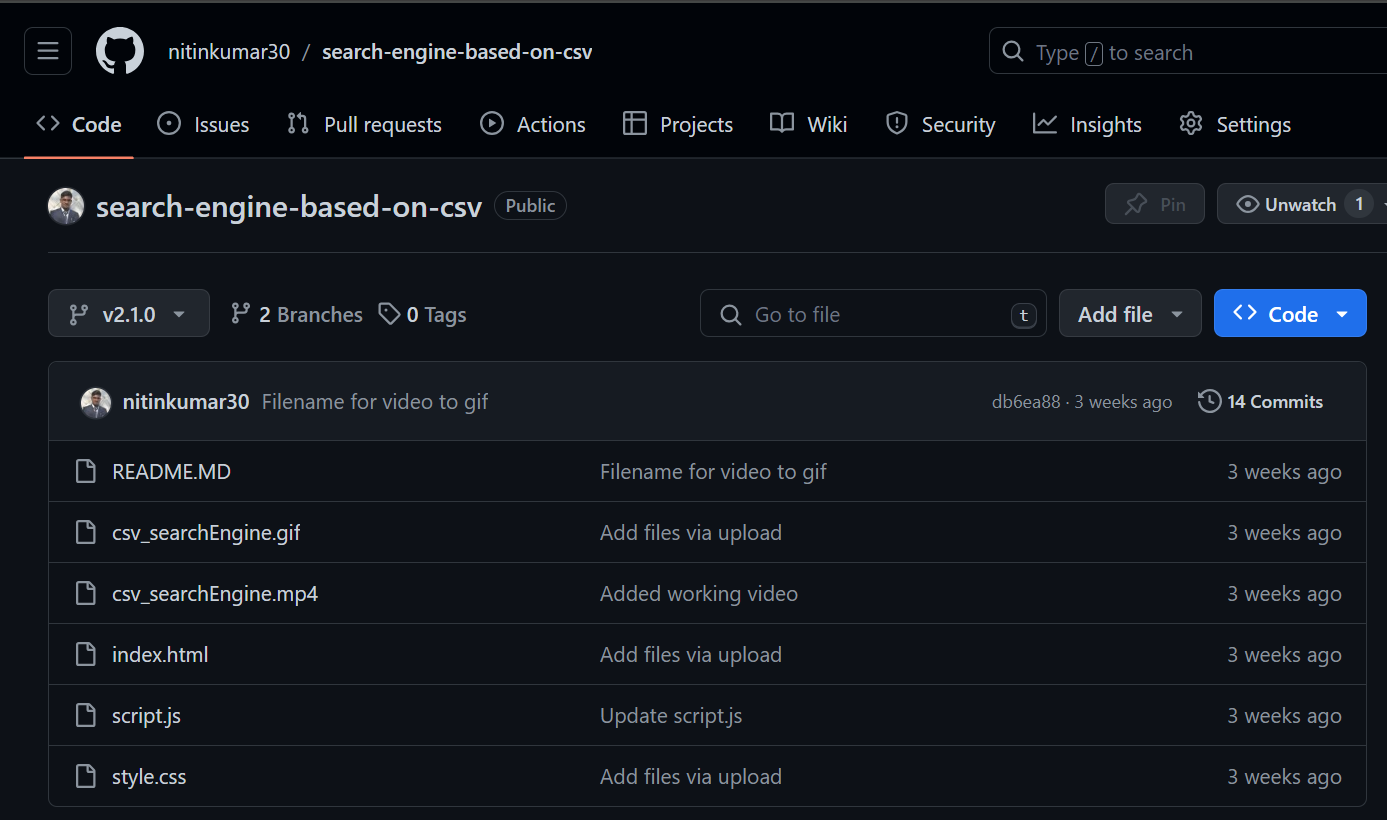 nitinkumar30 / search-engine-based-on-csv
Type / to search
Code Issues Pull requests Actions Projects Wiki Security Insights Settings
search-engine-based-on-csv Public
Pin Unwatch 1
v2.1.0 2 Branches 0 Tags
Go to file t Add file Code
nitinkumar30 Filename for video to gif db6ea88 · 3 weeks ago 14 Commits
README.MD Filename for video to gif 3 weeks ago
csv_searchEngine.gif Add files via upload 3 weeks ago
csv_searchEngine.mp4 Added working video 3 weeks ago
index.html Add files via upload 3 weeks ago
script.js Update script.js 3 weeks ago
style.css Add files via upload 3 weeks ago